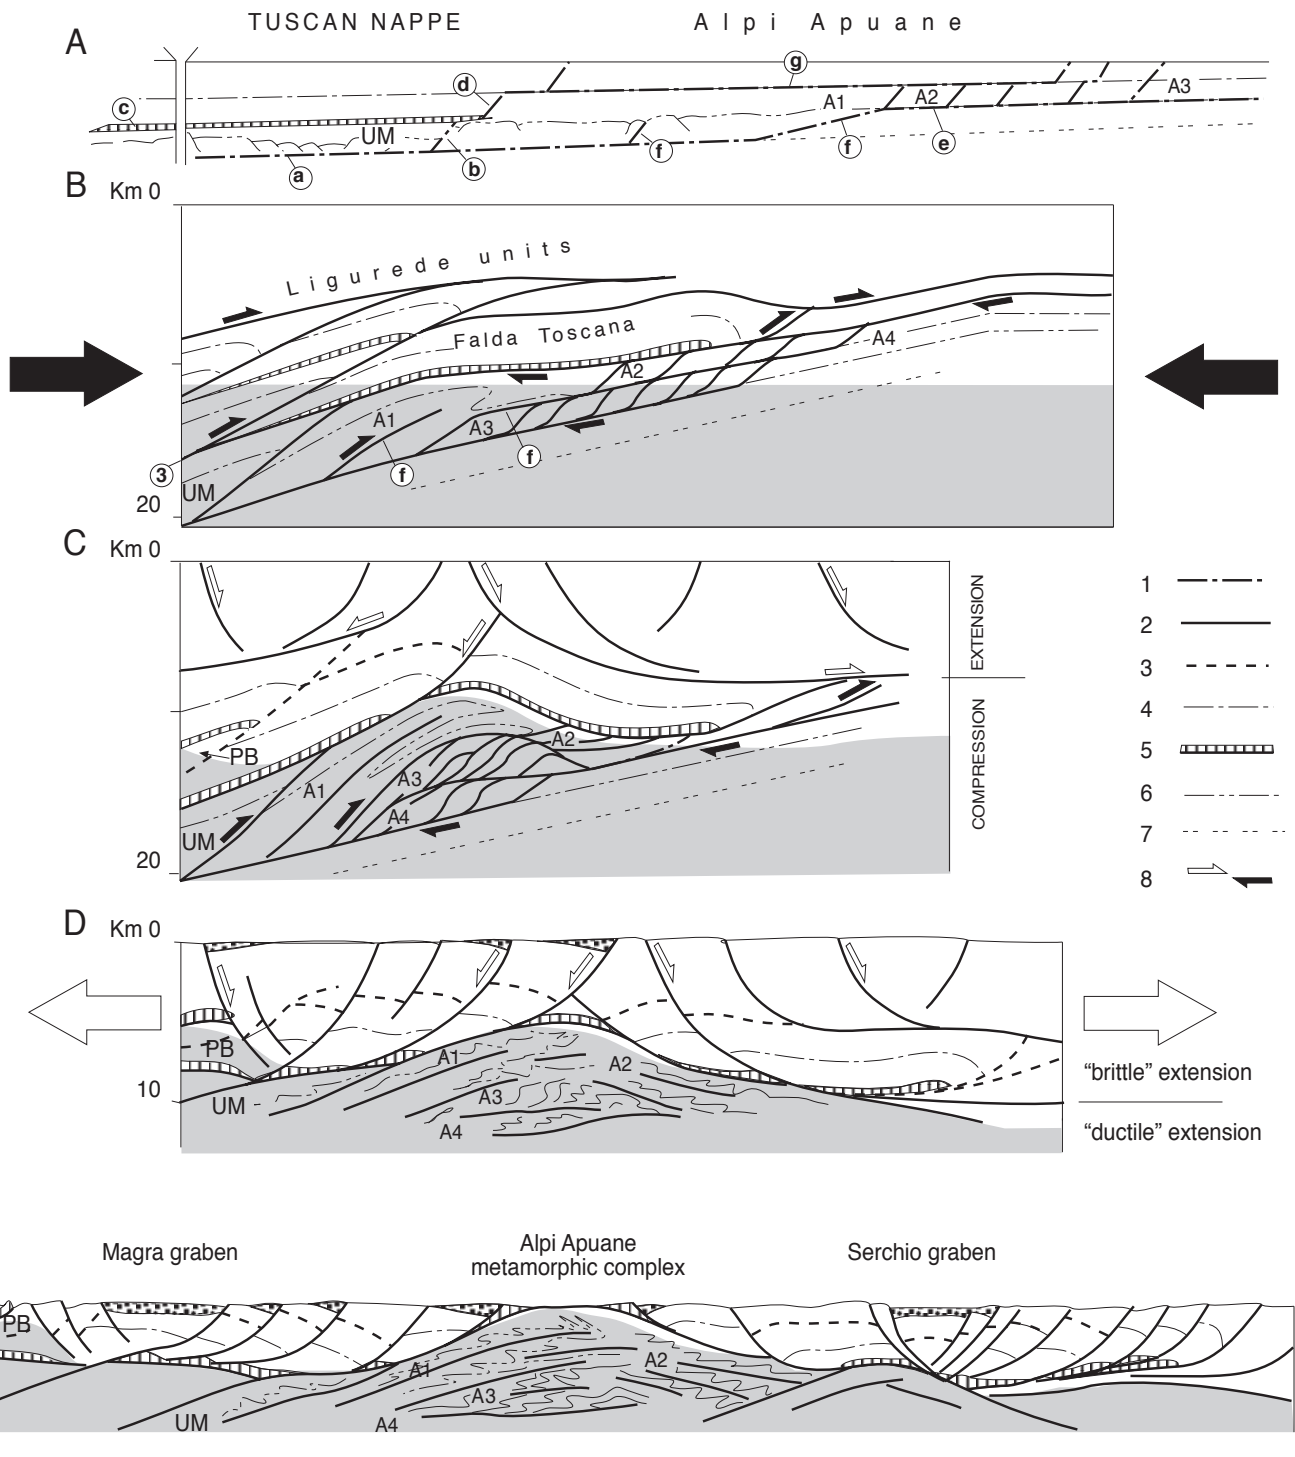 TUSCAN NAPPE
Alpi Apuane
A
g
d
c
A1
A2
A3
UM
f
f
e
b
a
B
Km 0
Ligurede units
Falda Toscana
A4
A2
A1
A3
f
f
3
UM
20
C
Km 0
EXTENSION
COMPRESSION
PB
A2
A3
A1
A4
UM
20
1
2
3
4
5
6
7
8
D
Km 0
PB
A1
A2
A3
A4
UM
10
“brittle” extension
“ductile” extension
Magra graben
Alpi Apuane
metamorphic complex
Serchio graben
PB
A1
A2
A3
A4
UM